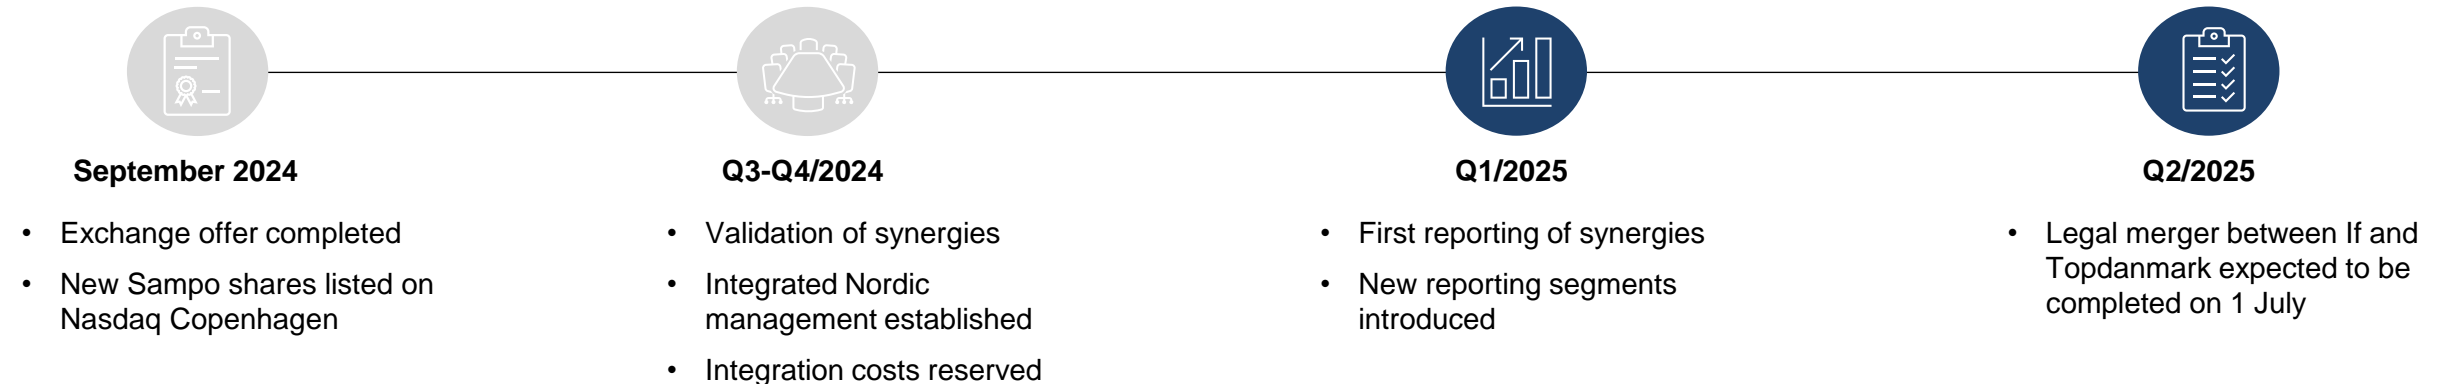 September 2024
• Exchange offer completed
• New Sampo shares listed on
Nasdaq Copenhagen
Q3-Q4/2024
• Validation of synergies
• Integrated Nordic
management established
• Integration costs reserved
Q1/2025
• First reporting of synergies
• New reporting segments
introduced
Q2/2025
• Legal merger between If and
Topdanmark expected to be
completed on 1 July